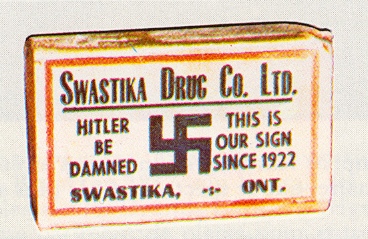 SWASTIKA DRUG CO. LTD.
HITLER
BE
DAMNED
THIS IS
OUR SIGN
SINCE 1922
SWASTIKA, -:- ONT.